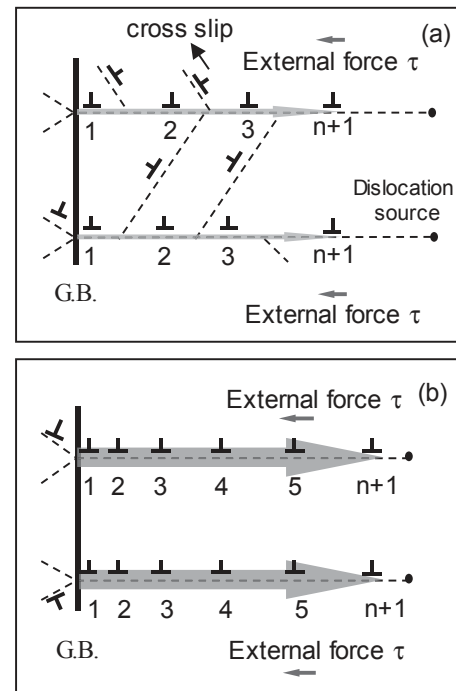 (a)
cross slip
External force τ
1 2 3 n+1
Dislocation
source
1 2 3 n+1
G.B.
External force τ
(b)
External force τ
1 2 3 4 5 n+1
1 2 3 4 5 n+1
G.B.
External force τ